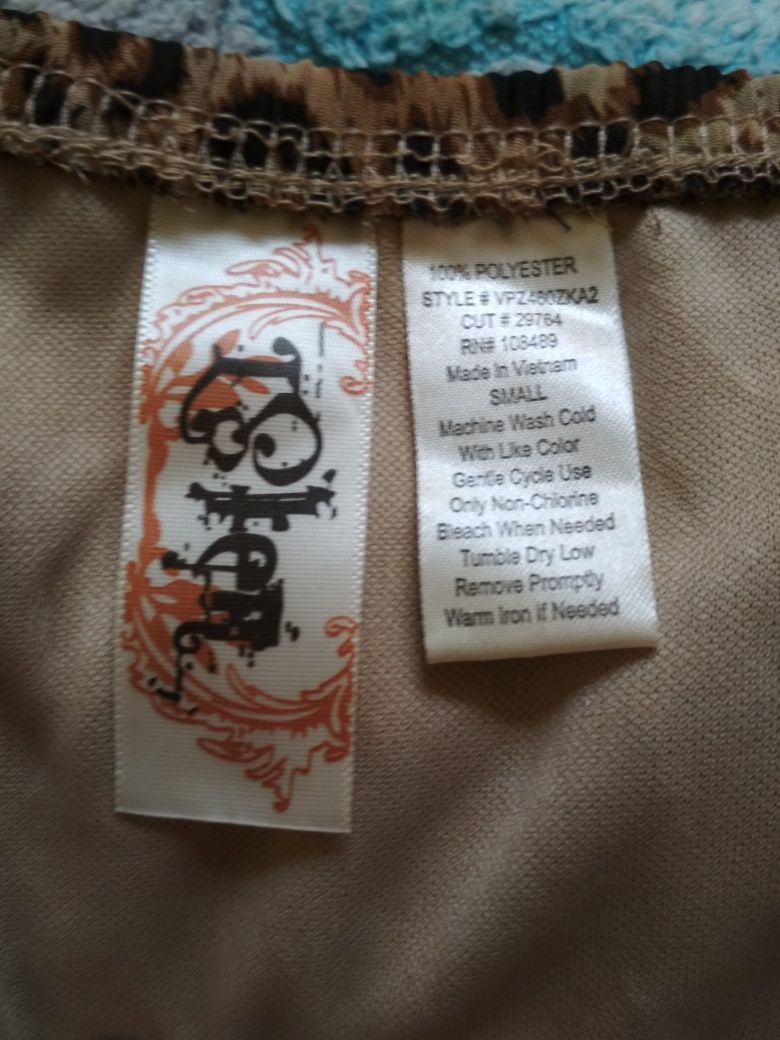 100% POLYESTER
STYLE # VPZ460ZKA2
CUT # 29764
RN# 108489
Made In Vietnam
SMALL
Machine Wash Cold
With Like Color
Gentle Cycle Use
Only Non-Chlorine
Bleach When Needed
Tumble Dry Low
Remove Promptly
Warm Iron If Needed